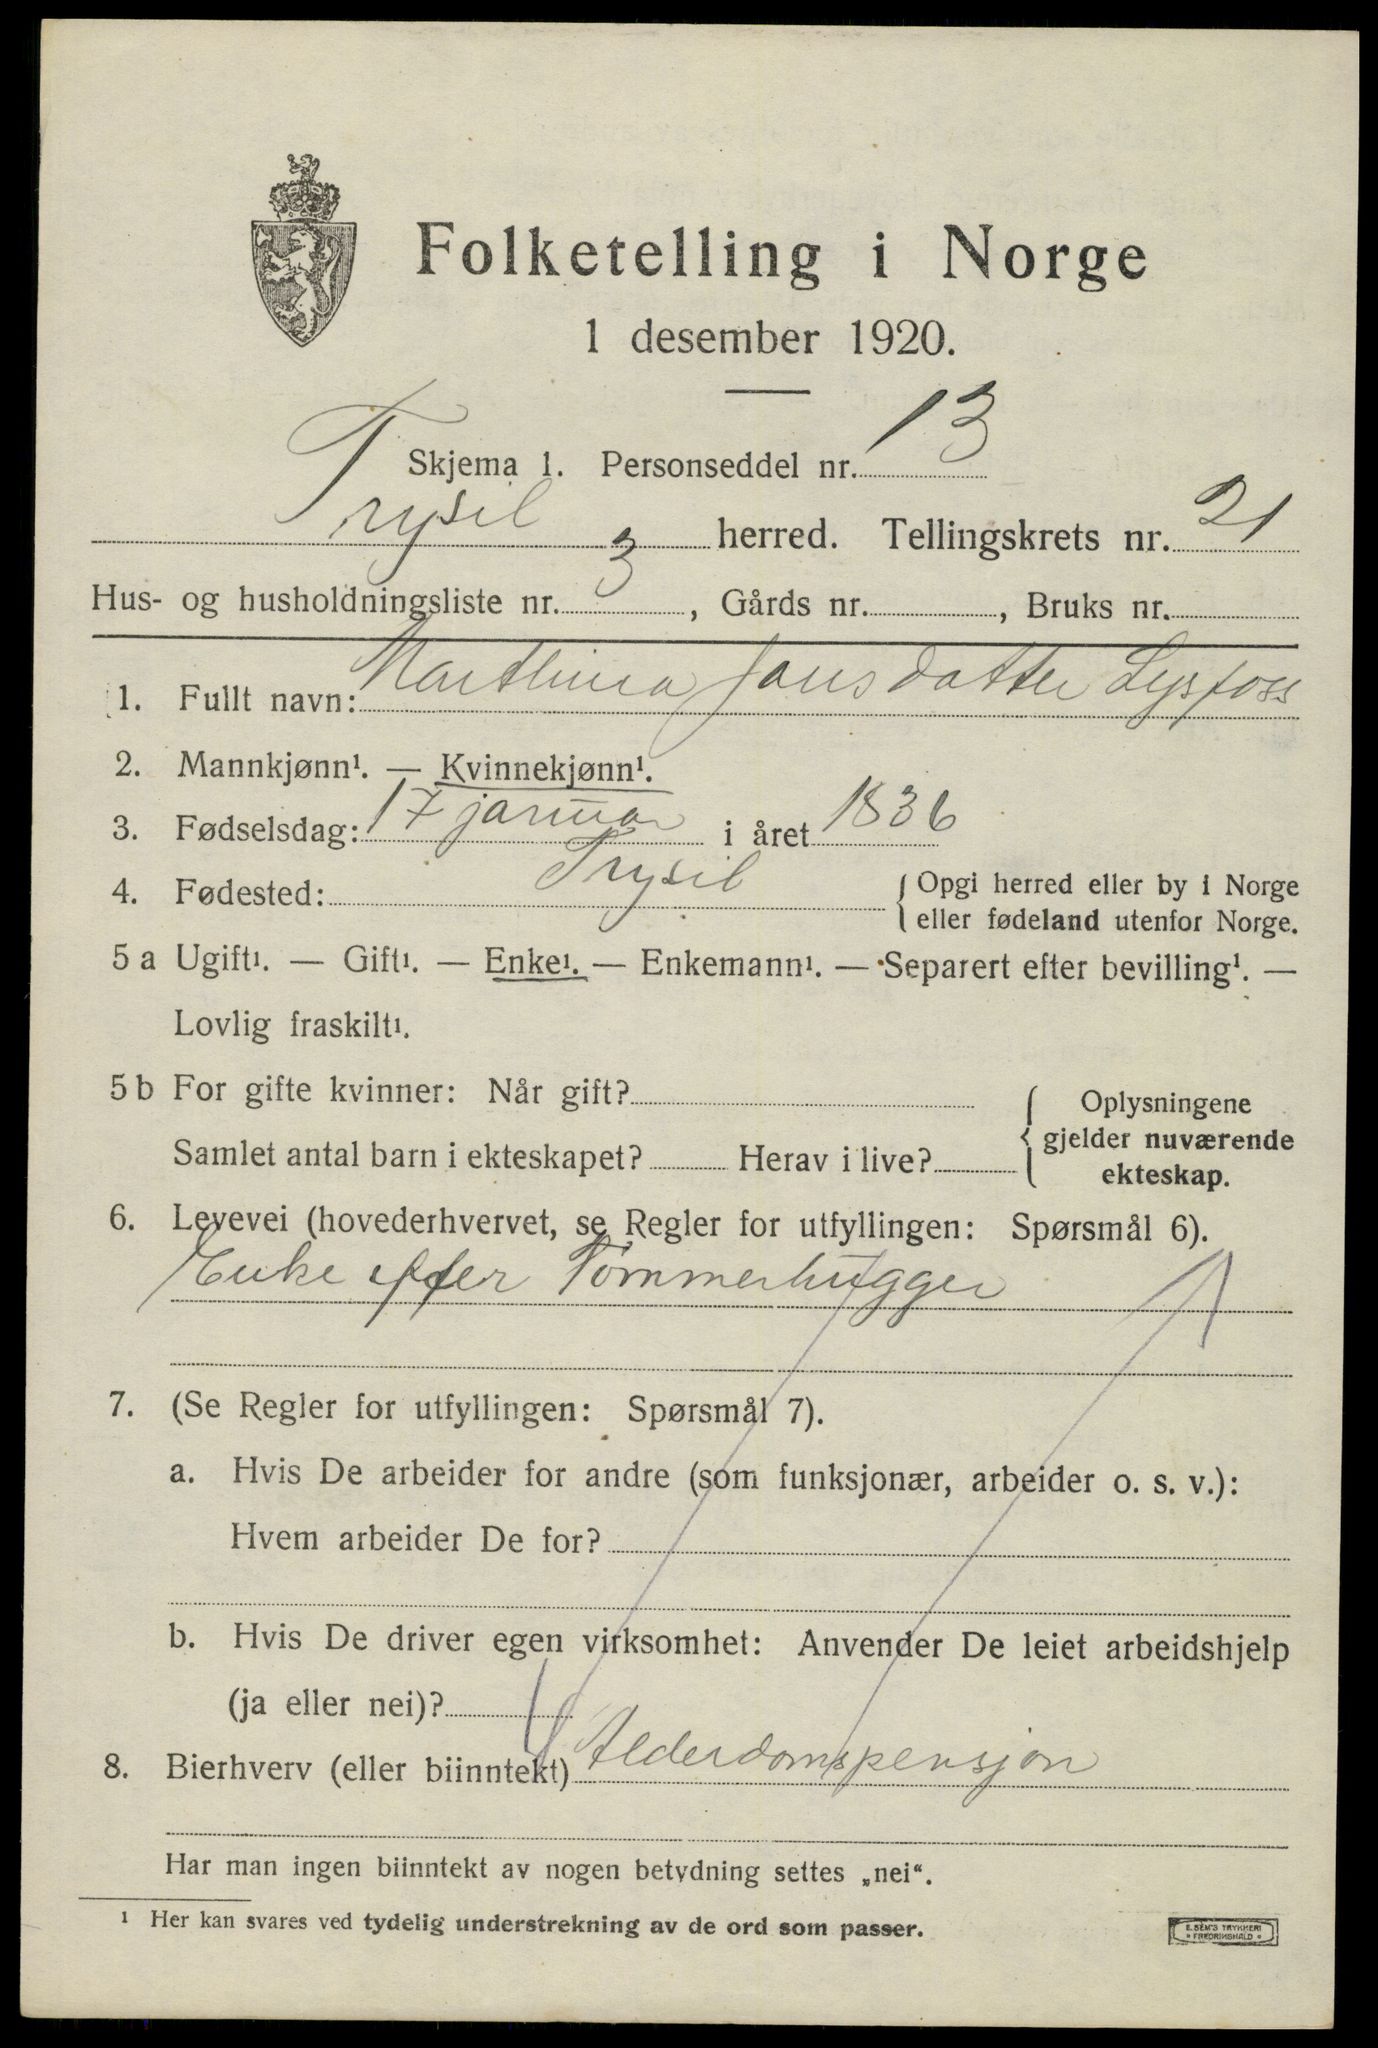 Folketelling i Norge
1 desember 1920.
Skjema 1. Personseddel nr. 13
Trysil herred. Tellingskrets nr. 21
Hus- og husholdningsliste nr. 3, Gårds nr. , Bruks nr.
1. Fullt navn: Marthina Jansdatter Lysfoss
2. Mannkjønn¹. — Kvinnekjønn¹.
3. Fødselsdag: 17 januar i året 1836
4. Fødested: Trysil { Opgi herred eller by i Norge
eller fødeland utenfor Norge.
5 a Ugift¹. — Gift¹. — Enke¹. — Enkemann¹. — Separert efter bevilling¹. —
Lovlig fraskilt¹.
5 b For gifte kvinner: Når gift?
Samlet antal barn i ekteskapet? Herav i live?
{ Oplysningene
gjelder nuværende
ekteskap.
6. Levevei (hovederhvervet, se Regler for utfyllingen: Spørsmål 6).
Enke efter Tømmerhugger
7. (Se Regler for utfyllingen: Spørsmål 7).
a. Hvis De arbeider for andre (som funksjonær, arbeider o. s. v.):
Hvem arbeider De for?
b. Hvis De driver egen virksomhet: Anvender De leiet arbeidshjelp
(ja eller nei)?
8. Bierhverv (eller biinntekt) Alderdomspensjon
Har man ingen biinntekt av nogen betydning settes „nei“.
¹ Her kan svares ved tydelig understrekning av de ord som passer.
E. SEM'S TRYKKERI
* FREDRIKSHALD *